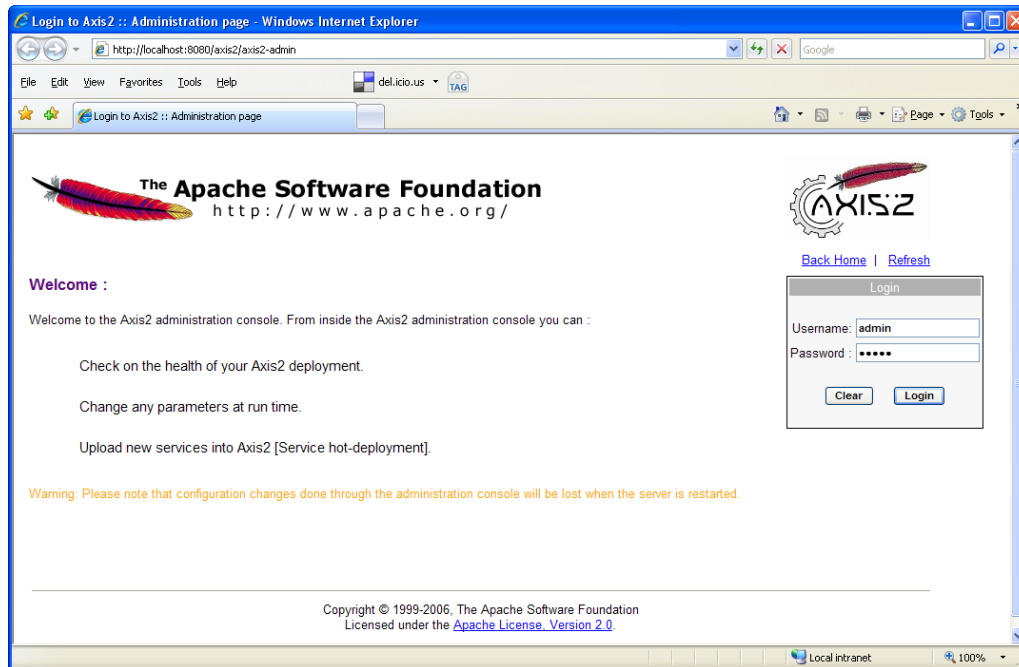 Login to Axis2 :: Administration page - Windows Internet Explorer
http://localhost:8080/axis2/axis2-admin
Google
File Edit View Favorites Tools Help
del.icio.us
TAG
Login to Axis2 :: Administration page
Page
Tools
The Apache Software Foundation
http://www.apache.org/
AXIS2
Back Home | Refresh
Login
Username: admin
Password : •••••
Clear Login
Welcome :
Welcome to the Axis2 administration console. From inside the Axis2 administration console you can :
Check on the health of your Axis2 deployment.
Change any parameters at run time.
Upload new services into Axis2 [Service hot-deployment].
Warning: Please note that configuration changes done through the administration console will be lost when the server is restarted.
Copyright © 1999-2006, The Apache Software Foundation
Licensed under the Apache License, Version 2.0.
Local intranet
100%